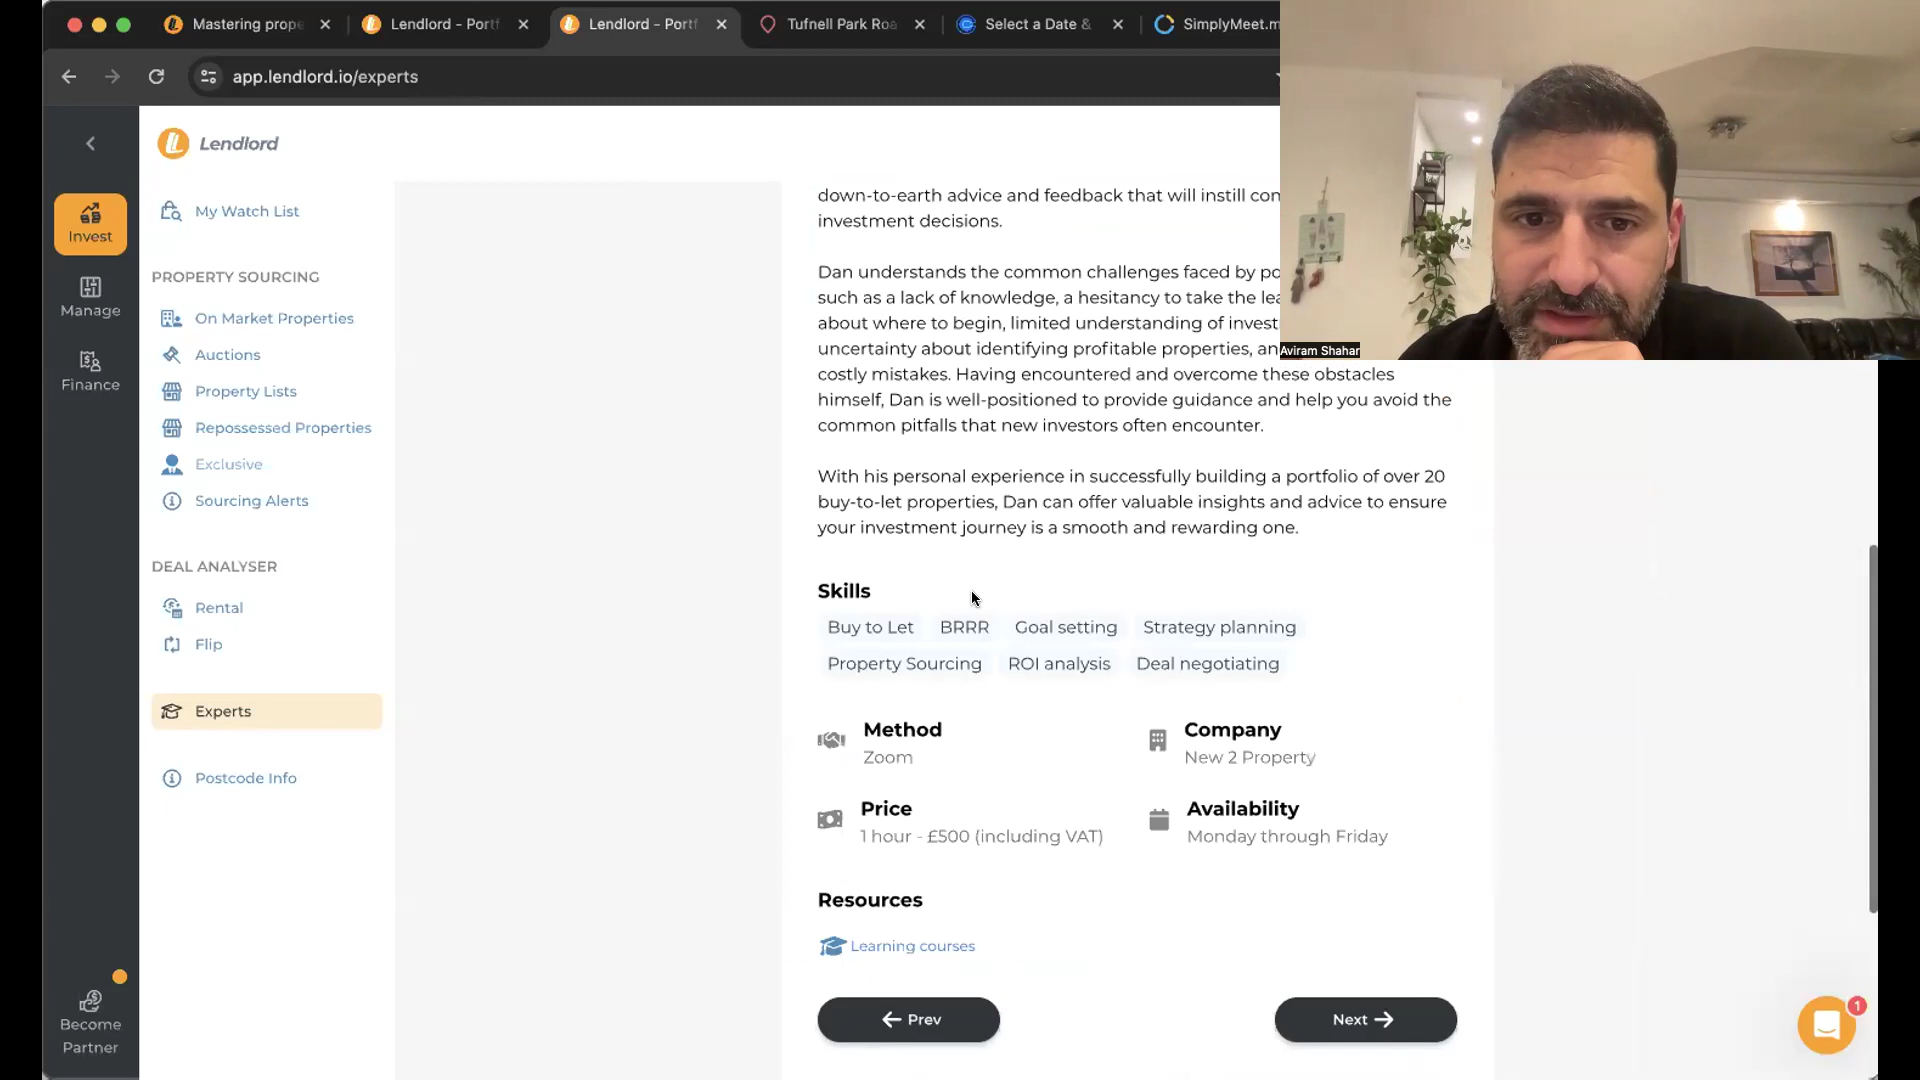 Mastering prope
Lendlord - Portf
Lendlord - Portf
Tufnell Park Roa
Select a Date &
SimplyMeet.m
app.lendlord.io/experts
Lendlord
Invest
Manage
Finance
Become
Partner
My Watch List
PROPERTY SOURCING
On Market Properties
Auctions
Property Lists
Repossessed Properties
Exclusive
Sourcing Alerts
DEAL ANALYSER
Rental
Flip
Experts
Postcode Info
down-to-earth advice and feedback that will instill con
investment decisions.
Dan understands the common challenges faced by po
such as a lack of knowledge, a hesitancy to take the lea
about where to begin, limited understanding of invest
uncertainty about identifying profitable properties, an
costly mistakes. Having encountered and overcome these obstacles
himself, Dan is well-positioned to provide guidance and help you avoid the
common pitfalls that new investors often encounter.
With his personal experience in successfully building a portfolio of over 20
buy-to-let properties, Dan can offer valuable insights and advice to ensure
your investment journey is a smooth and rewarding one.
Skills
Buy to Let BRRR Goal setting Strategy planning
Property Sourcing ROI analysis Deal negotiating
Method
Zoom
Company
New 2 Property
Price
1 hour - £500 (including VAT)
Availability
Monday through Friday
Resources
Learning courses
Prev
Next
1
Aviram Shahar